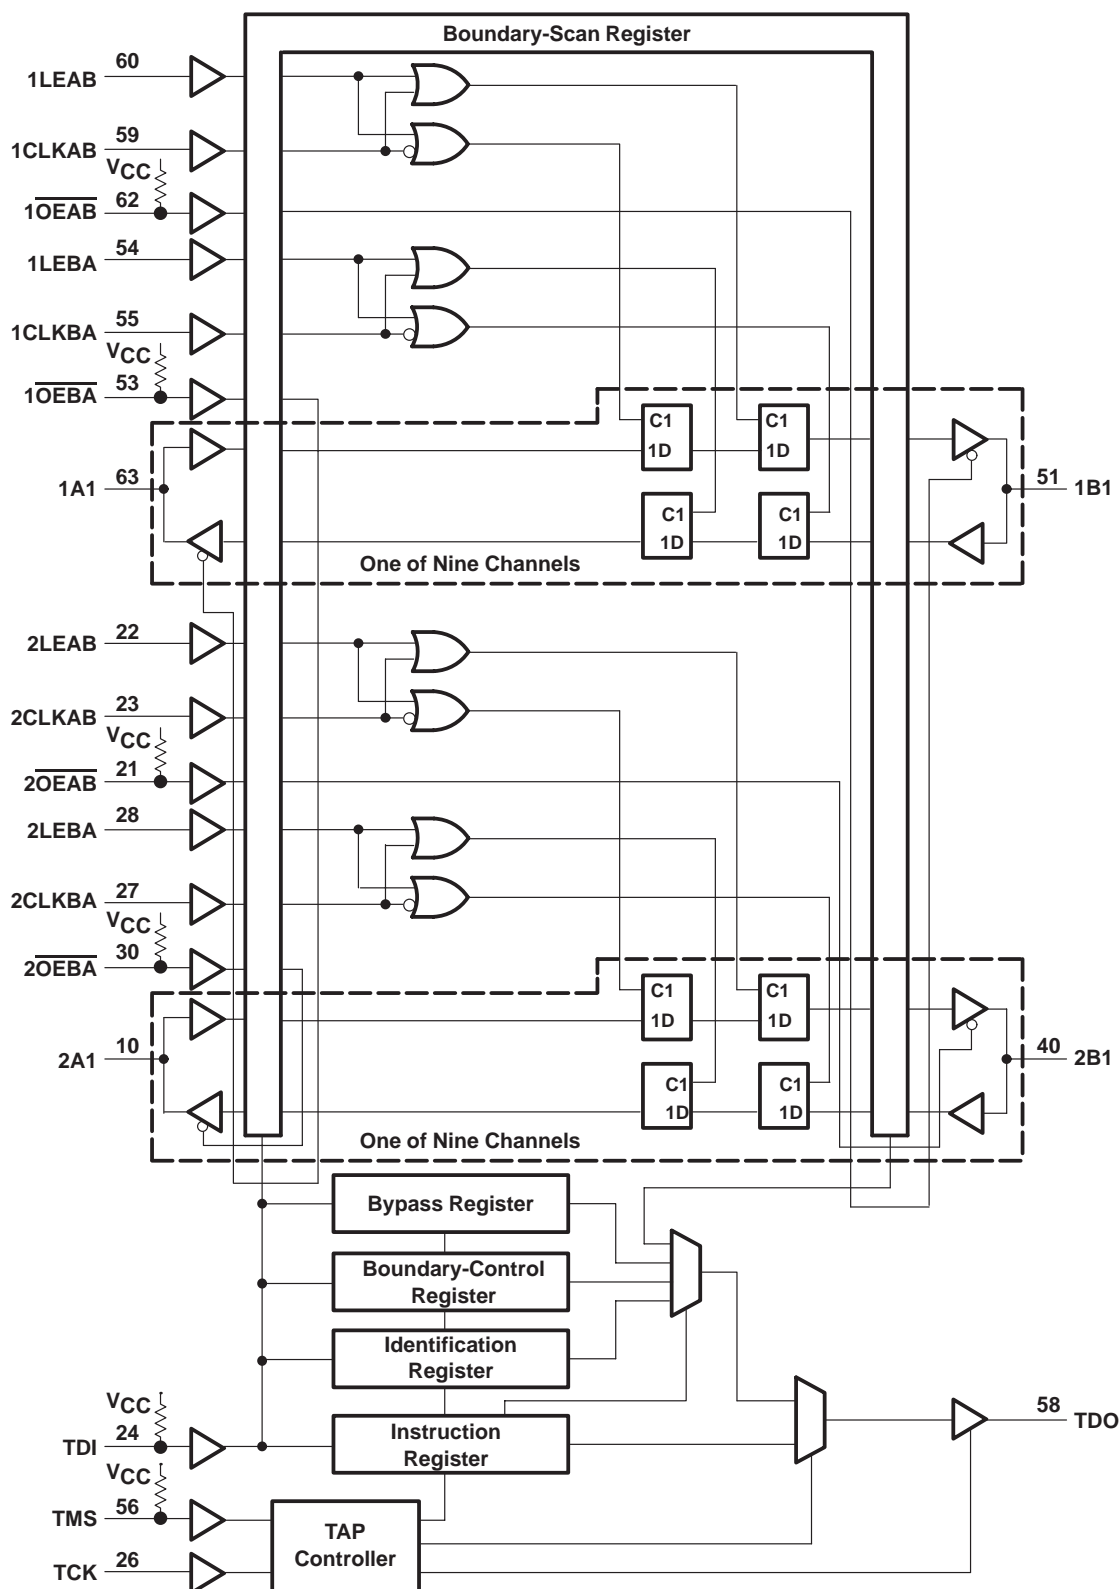 Boundary-Scan Register
1LEAB 60
1CLKAB 59
VCC
1OEAB 62
1LEBA 54
1CLKBA 55
VCC
1OEBA 53
C1 C1
1D 1D
1A1 63
51 1B1
C1 C1
1D 1D
One of Nine Channels
2LEAB 22
2CLKAB 23
VCC
2OEAB 21
2LEBA 28
2CLKBA 27
VCC
2OEBA 30
C1 C1
1D 1D
2A1 10
40 2B1
C1 C1
1D 1D
One of Nine Channels
Bypass Register
Boundary-Control
Register
Identification
Register
VCC
TDI 24
Instruction
Register
58 TDO
VCC
TMS 56
TAP
Controller
TCK 26